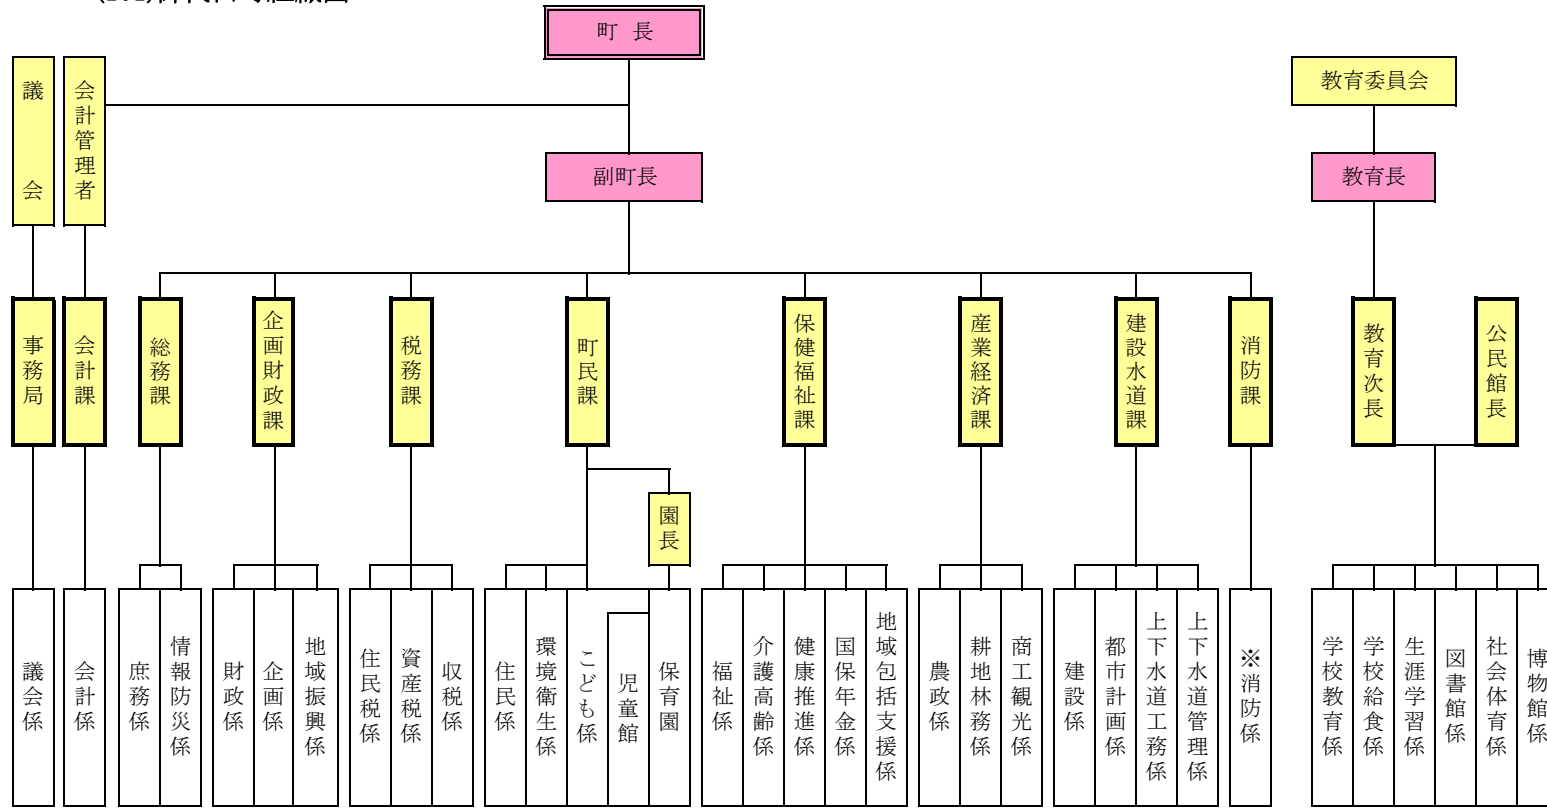 町長
議会
会計管理者
教育委員会
副町長
教育長
事務局
会計課
総務課
企画財政課
税務課
町民課
保健福祉課
産業経済課
建設水道課
消防課
教育次長
公民館長
園長
議会係
会計係
庶務係
情報防災係
財政係
企画係
地域振興係
住民税係
資産税係
収税係
住民係
環境衛生係
こども係
児童館
保育園
福祉係
介護高齢係
健康推進係
国保年金係
地域包括支援係
農政係
耕地林務係
商工観光係
建設係
都市計画係
上下水道工務係
上下水道管理係
※消防係
学校教育係
学校給食係
生涯学習係
図書館係
社会体育係
博物館係